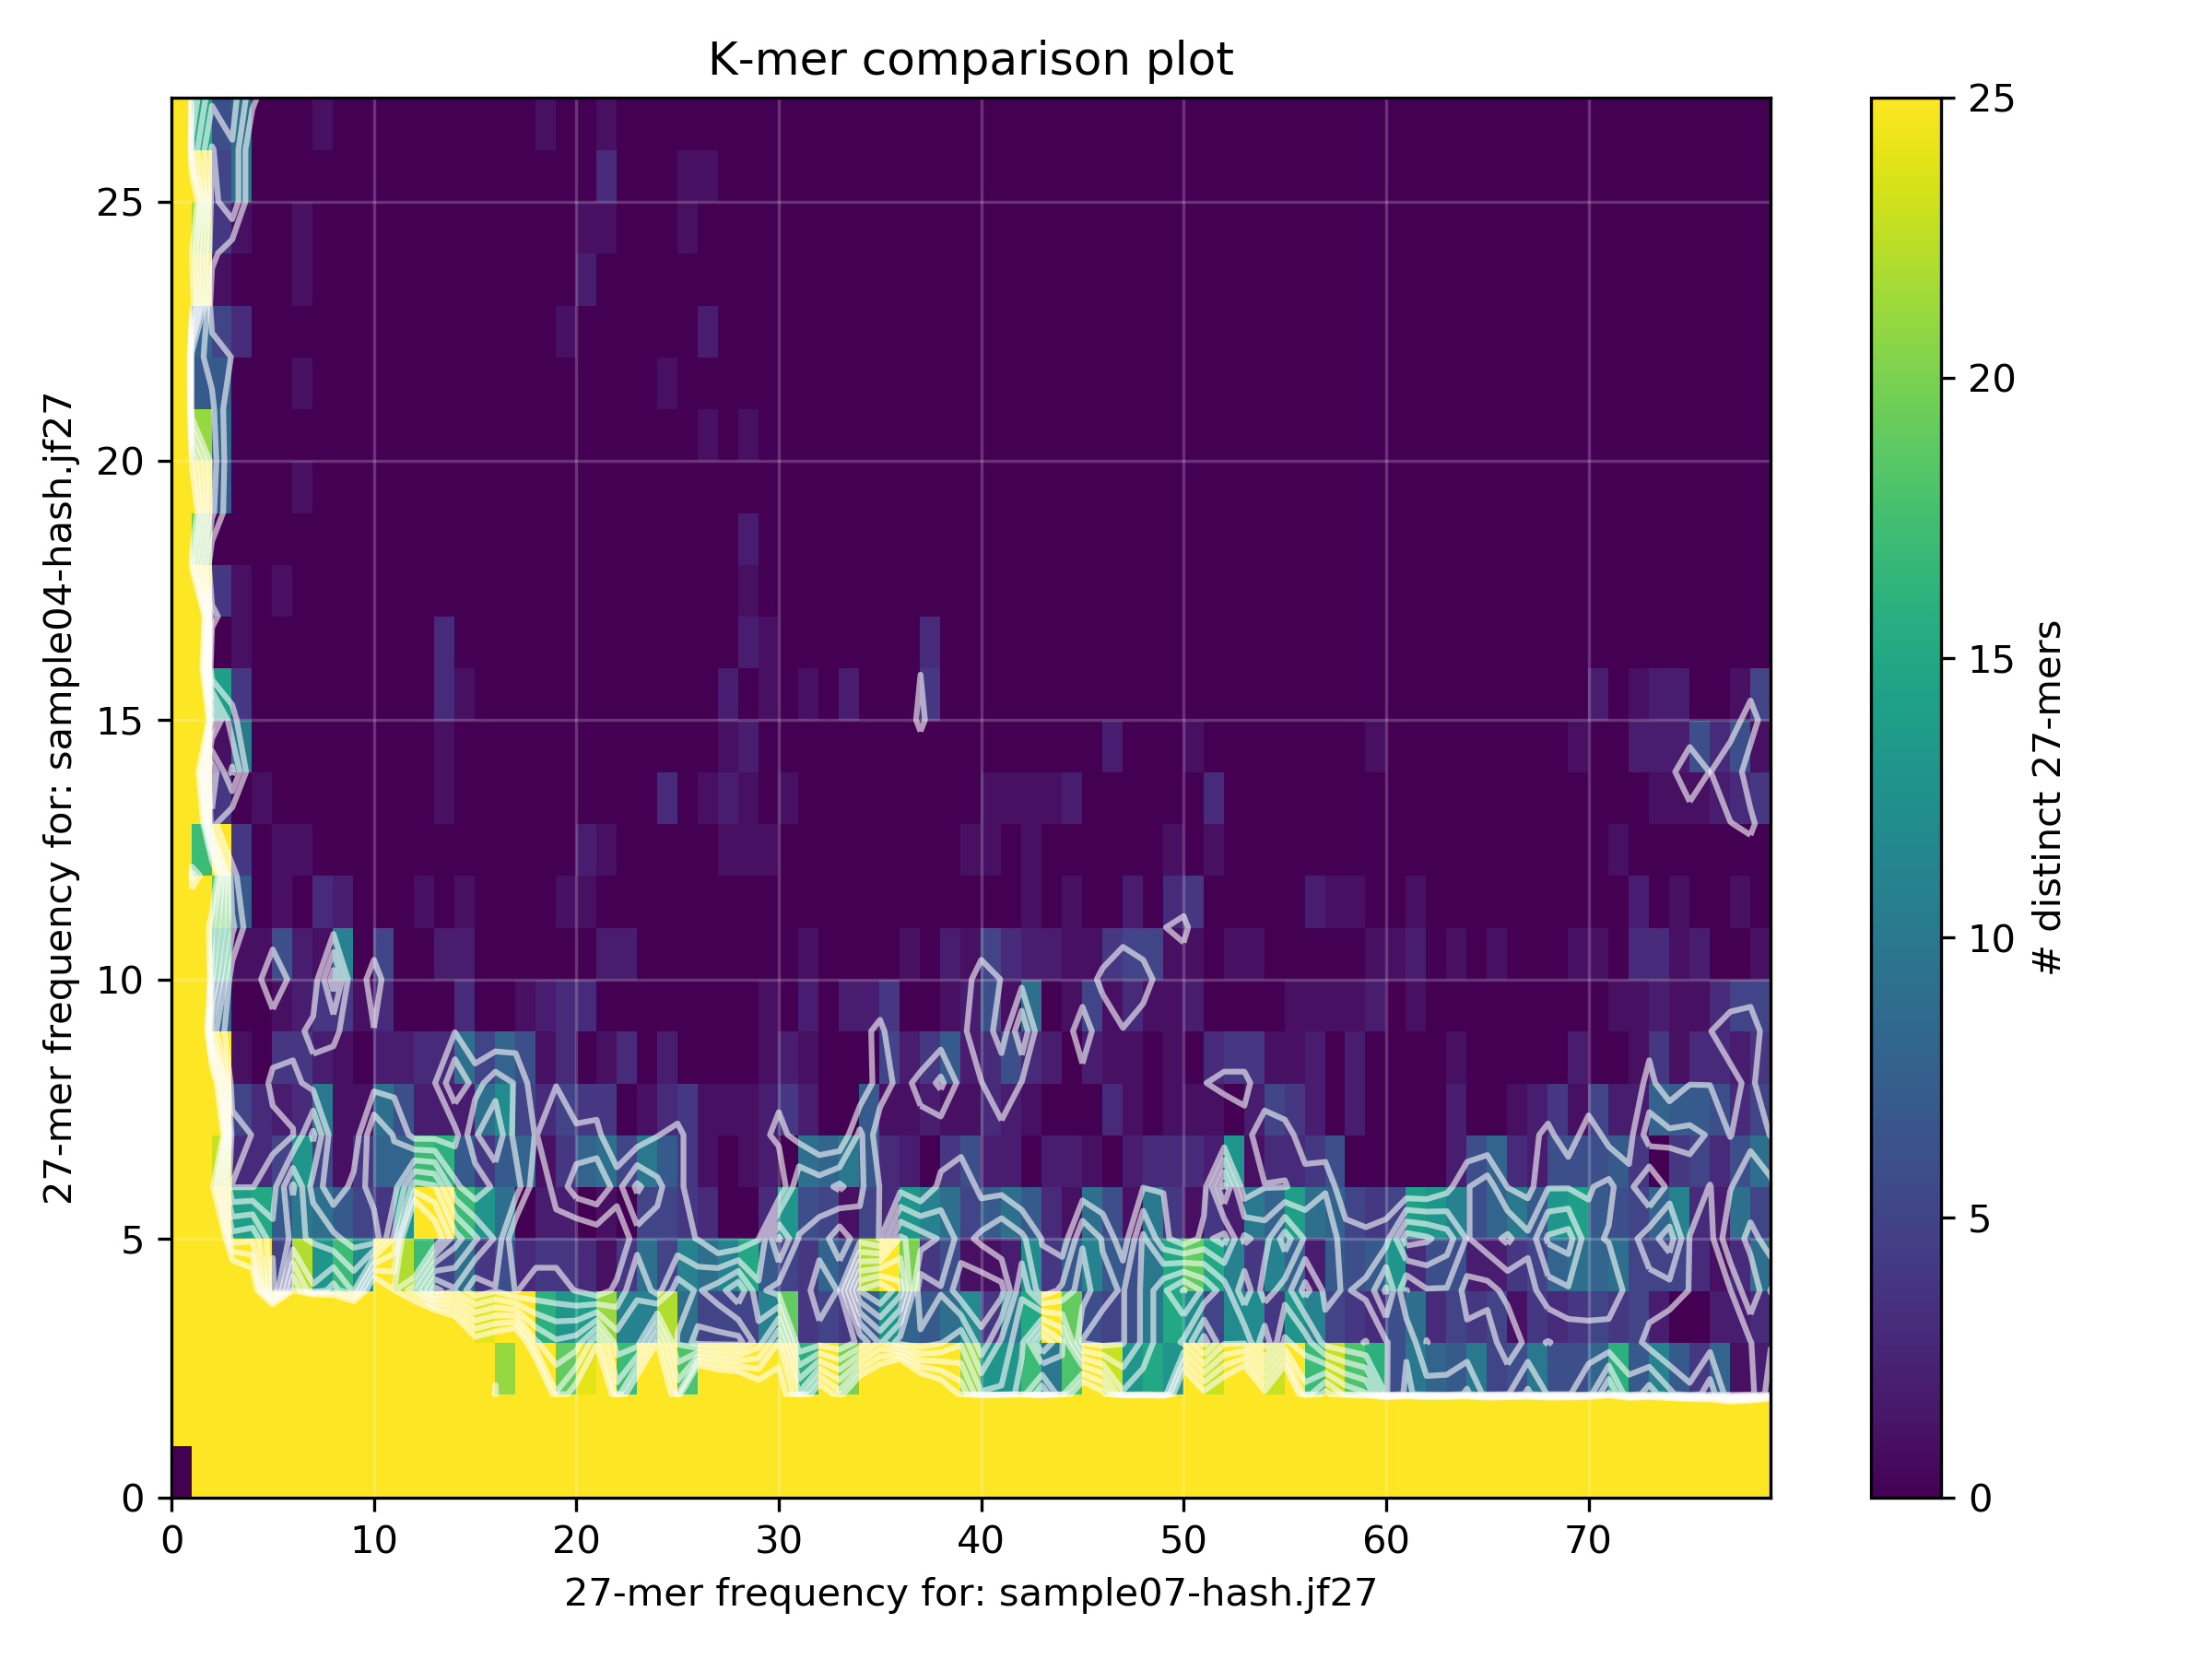 K-mer comparison plot
27-mer frequency for: sample04-hash.jf27
25
20
15
10
5
0
0 10 20 30 40 50 60 70
27-mer frequency for: sample07-hash.jf27
25
20
15
10
5
0
# distinct 27-mers